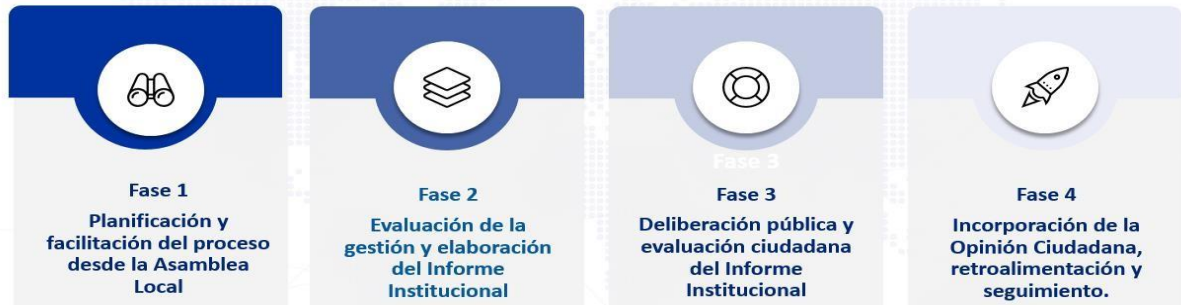 Fase 1
Planificación y
facilitación del proceso
desde la Asamblea
Local
Fase 2
Evaluación de la
gestión y elaboración
del Informe
Institucional
Fase 3
Fase 3
Deliberación pública y
evaluación ciudadana
del Informe
Institucional
Fase 4
Incorporación de la
Opinión Ciudadana,
retroalimentación y
seguimiento.